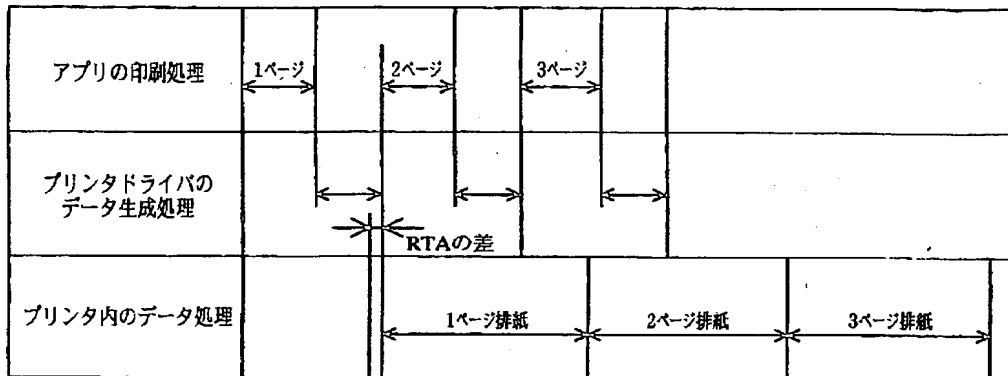 アプリの印刷処理
1ページ
2ページ
3ページ
プリンタドライバの
データ生成処理
RTAの差
プリンタ内のデータ処理
1ページ排紙
2ページ排紙
3ページ排紙